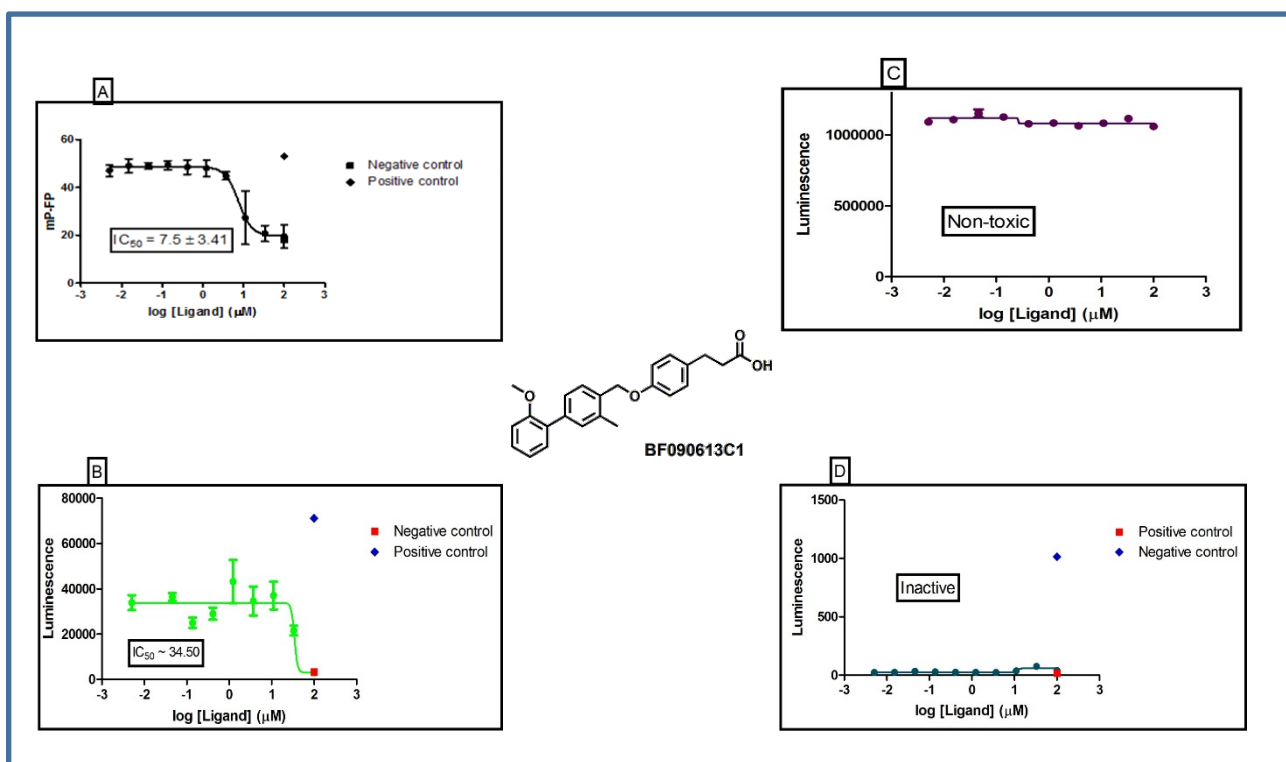 A
60
40
20
0
mP-FP
-3 -2 -1 0 1 2 3
log [Ligand] (μM)
IC50 = 7.5 ± 3.41
Negative control
Positive control
C
1000000
500000
0
Luminescence
Non-toxic
-3 -2 -1 0 1 2 3
log [Ligand] (μM)
O
OH
O
O
BF090613C1
B
80000
60000
40000
20000
0
Luminescence
IC50 ~ 34.50
-3 -2 -1 0 1 2 3
log [Ligand] (μM)
Negative control
Positive control
D
1500
1000
500
0
Luminescence
Inactive
-3 -2 -1 0 1 2 3
log [Ligand] (μM)
Positive control
Negative control